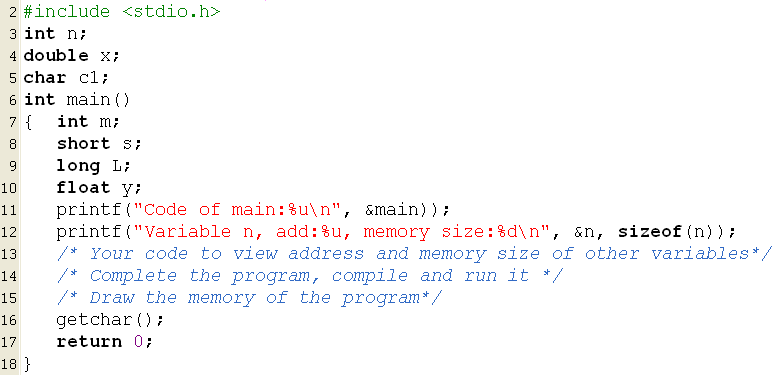 2 #include <stdio.h>
3 int n;
4 double x;
5 char c1;
6 int main()
7 {  int m;
8    short s;
9    long L;
10    float y;
11    printf("Code of main:%u\n", &main));
12    printf("Variable n, add:%u, memory size:%d\n", &n, sizeof(n));
13    /* Your code to view address and memory size of other variables*/
14    /* Complete the program, compile and run it */
15    /* Draw the memory of the program*/
16    getchar();
17    return 0;
18 }